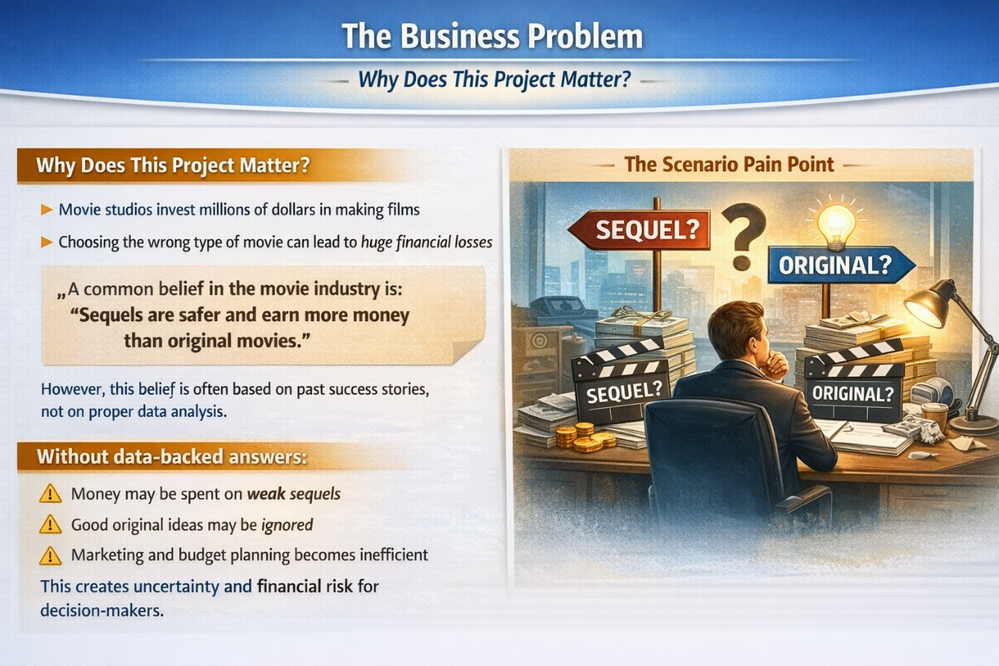 The Business Problem
Why Does This Project Matter?
Why Does This Project Matter?
Movie studios invest millions of dollars in making films
Choosing the wrong type of movie can lead to huge financial losses
„A common belief in the movie industry is:
“Sequels are safer and earn more money
than original movies.”
However, this belief is often based on past success stories,
not on proper data analysis.
Without data-backed answers:
Money may be spent on weak sequels
Good original ideas may be ignored
Marketing and budget planning becomes inefficient
This creates uncertainty and financial risk for
decision-makers.
The Scenario Pain Point
SEQUEL?
?
ORIGINAL?
SEQUEL?
ORIGINAL?